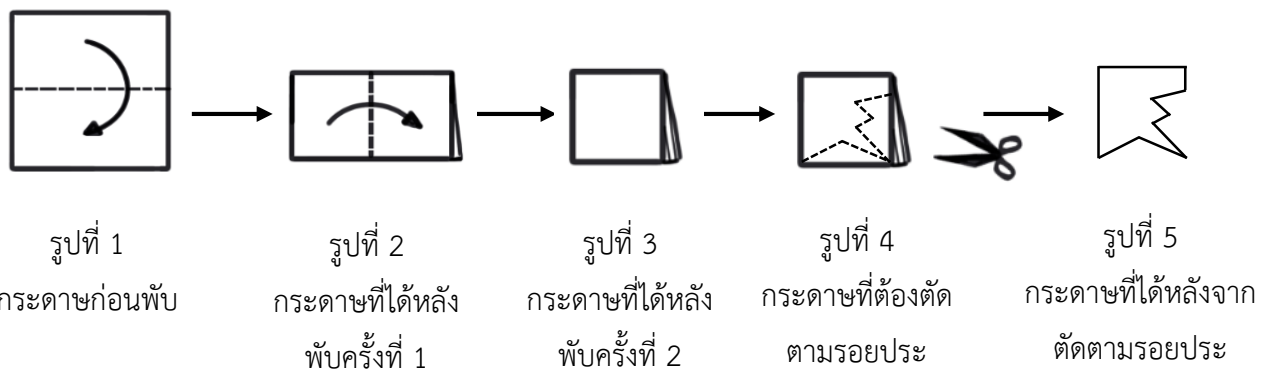 รูปที่ 1
กระดาษก่อนพับ
รูปที่ 2
กระดาษที่ได้หลัง
พับครั้งที่ 1
รูปที่ 3
กระดาษที่ได้หลัง
พับครั้งที่ 2
รูปที่ 4
กระดาษที่ต้องตัด
ตามรอยประ
รูปที่ 5
กระดาษที่ได้หลังจาก
ตัดตามรอยประ